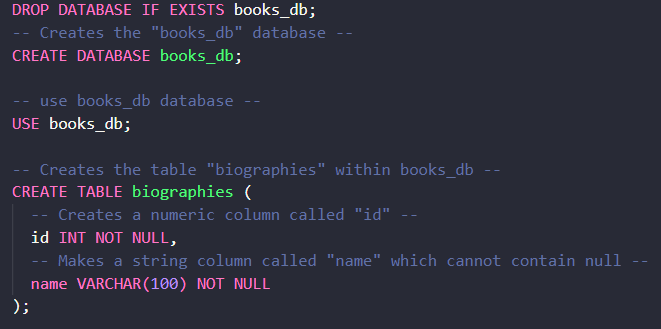 DROP DATABASE IF EXISTS books_db;
-- Creates the "books_db" database --
CREATE DATABASE books_db;
-- use books_db database --
USE books_db;
-- Creates the table "biographies" within books_db --
CREATE TABLE biographies (
-- Creates a numeric column called "id" --
id INT NOT NULL,
-- Makes a string column called "name" which cannot contain null --
name VARCHAR(100) NOT NULL
);